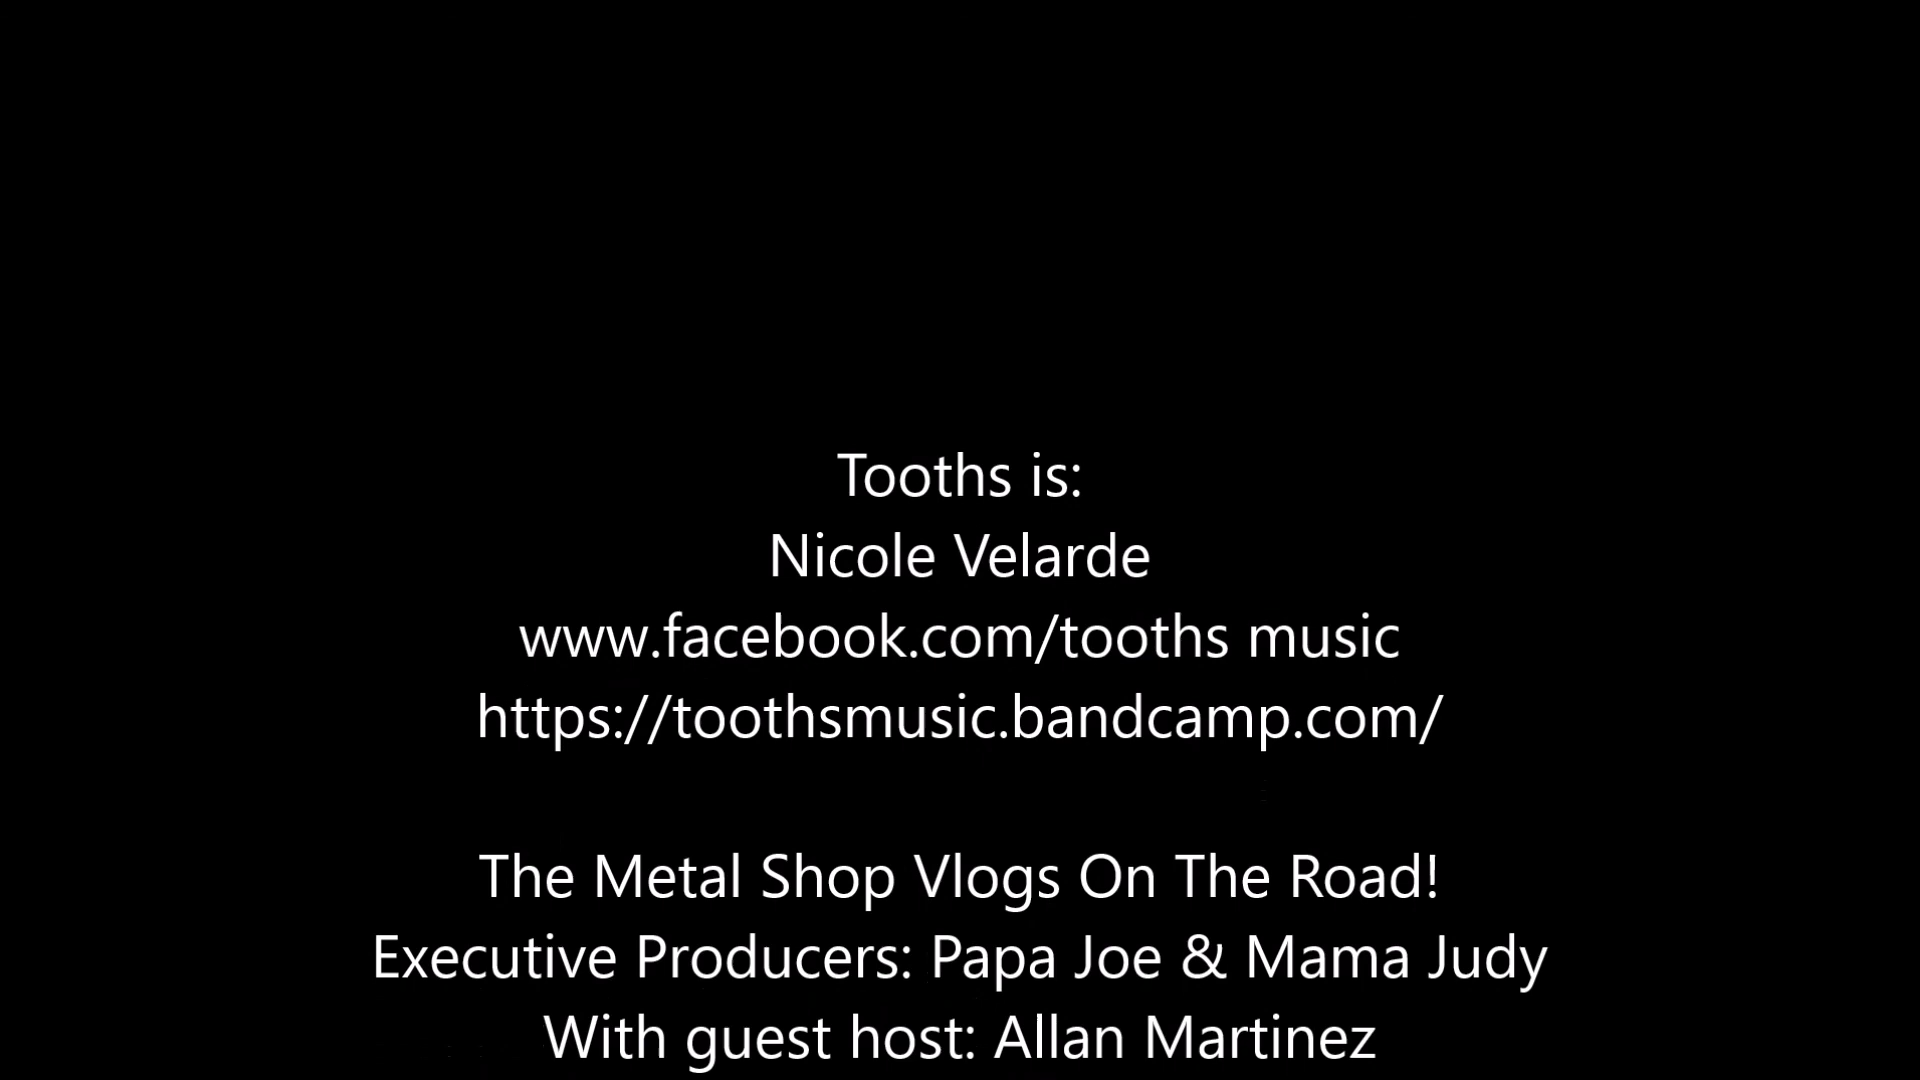 Tooths is:
Nicole Velarde
www.facebook.com/tooths music
https://toothsmusic.bandcamp.com/
The Metal Shop Vlogs On The Road!
Executive Producers: Papa Joe & Mama Judy
With guest host: Allan Martinez